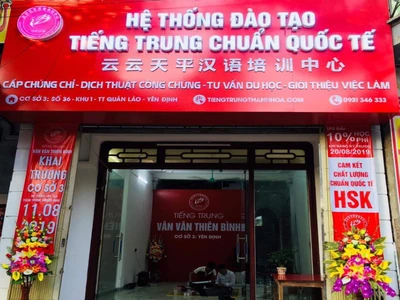 HỆ THỐNG ĐÀO TẠO
TIẾNG TRUNG CHUẨN QUỐC TẾ
云云天平汉语培训中心
CẤP CHỨNG CHỈ - DỊCH THUẬT CÔNG CHỨNG - TƯ VẤN DU HỌC - GIỚI THIỆU VIỆC LÀM
CƠ SỞ 3: SỐ 36 - KHU 1 - TT QUÁN LÀO - YÊN ĐỊNH
TIENGTRUNGTHANHHOA.COM
0931 346 333
VÂN VÂN THIÊN BÌNH
KHAI
TRƯƠNG
CƠ SỞ 3
11.08
2019
10% HỌC
PHÍ
20/08/2019
CAM KẾT
CHẤT LƯỢNG
CHUẨN QUỐC TẾ
HSK
TIẾNG TRUNG
VÂN VÂN THIÊN BÌNH
CƠ SỞ 3: YÊN ĐỊNH